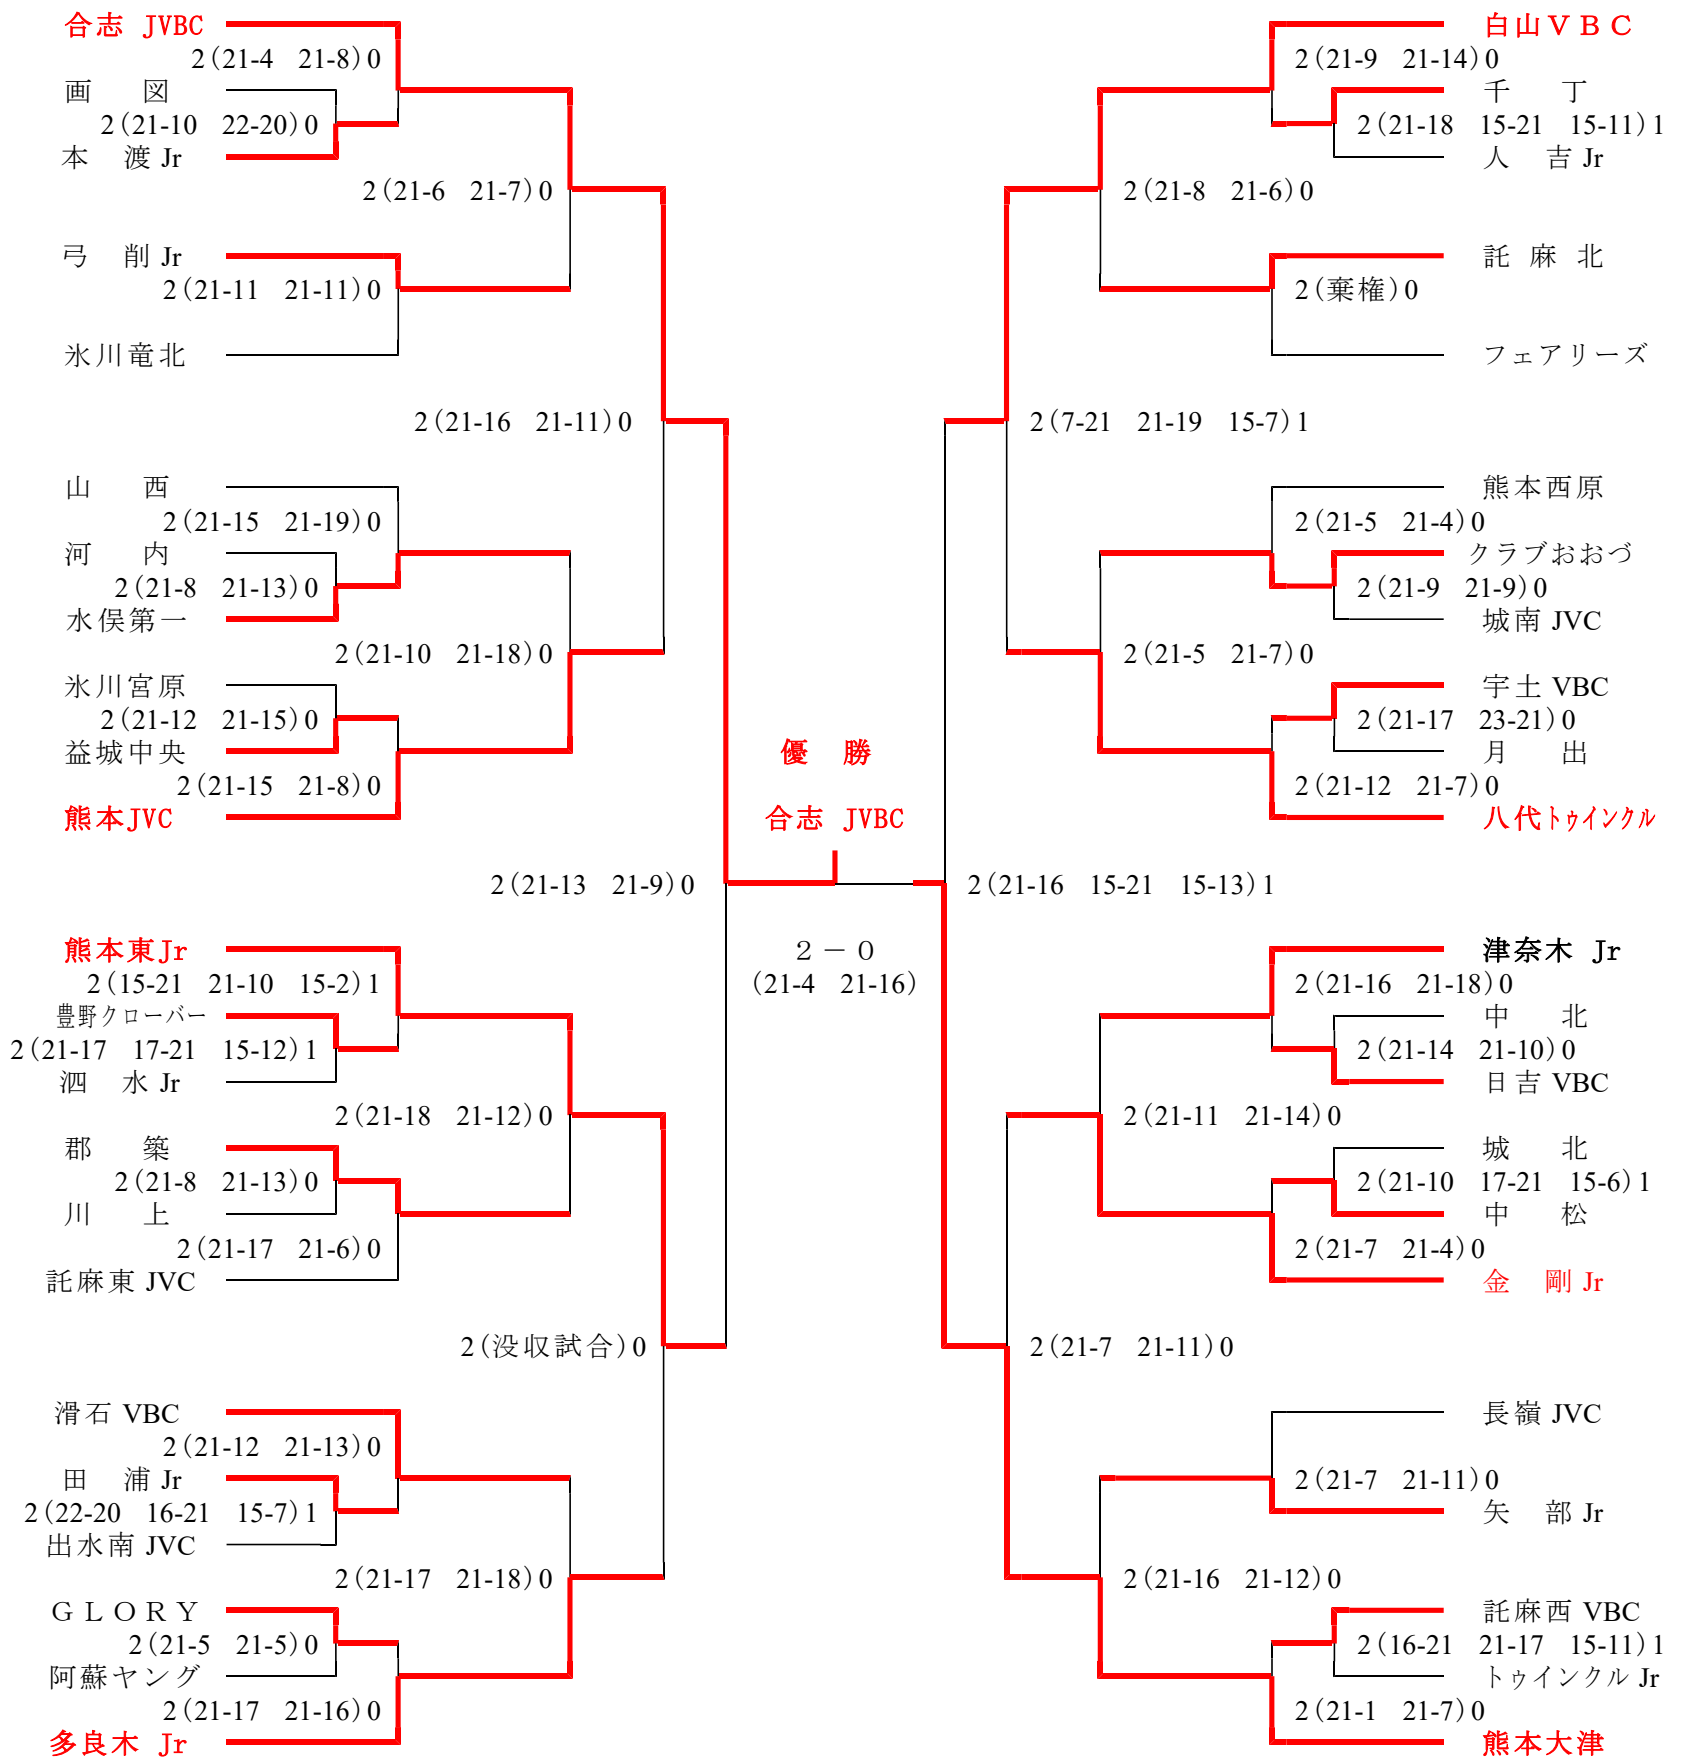 合志 JVBC
2(21-4 21-8)0
画 図
2(21-10 22-20)0
本 渡 Jr
2(21-6 21-7)0
弓 削 Jr
2(21-11 21-11)0
氷川竜北
2(21-16 21-11)0
山 西
2(21-15 21-19)0
河 内
2(21-8 21-13)0
水俣第一
2(21-10 21-18)0
氷川宮原
2(21-12 21-15)0
益城中央
2(21-15 21-8)0
熊本JVC
2(21-13 21-9)0
熊本東Jr
2(15-21 21-10 15-2)1
豊野クローバー
2(21-17 17-21 15-12)1
泗 水 Jr
2(21-18 21-12)0
郡 築
2(21-8 21-13)0
川 上
2(21-17 21-6)0
託麻東 JVC
2(没収試合)0
滑石 VBC
2(21-12 21-13)0
田 浦 Jr
2(22-20 16-21 15-7)1
出水南 JVC
2(21-17 21-18)0
ＧＬＯＲＹ
2(21-5 21-5)0
阿蘇ヤング
2(21-17 21-16)0
多良木 Jr
優 勝
合志 JVBC
２－０
(21-4 21-16)
白山ＶＢＣ
2(21-9 21-14)0
千 丁
2(21-18 15-21 15-11)1
人 吉 Jr
2(21-8 21-6)0
託 麻 北
2(棄権)0
フェアリーズ
2(7-21 21-19 15-7)1
熊本西原
2(21-5 21-4)0
クラブおおづ
2(21-9 21-9)0
城南 JVC
2(21-5 21-7)0
宇土 VBC
2(21-17 23-21)0
月 出
2(21-12 21-7)0
八代ﾄｩｲﾝｸﾙ
2(21-16 15-21 15-13)1
津奈木 Jr
2(21-16 21-18)0
中 北
2(21-14 21-10)0
日吉 VBC
2(21-11 21-14)0
城 北
2(21-10 17-21 15-6)1
中 松
2(21-7 21-4)0
金 剛 Jr
2(21-7 21-11)0
長嶺 JVC
2(21-7 21-11)0
矢 部 Jr
2(21-16 21-12)0
託麻西 VBC
2(16-21 21-17 15-11)1
トゥインクル Jr
2(21-1 21-7)0
熊本大津